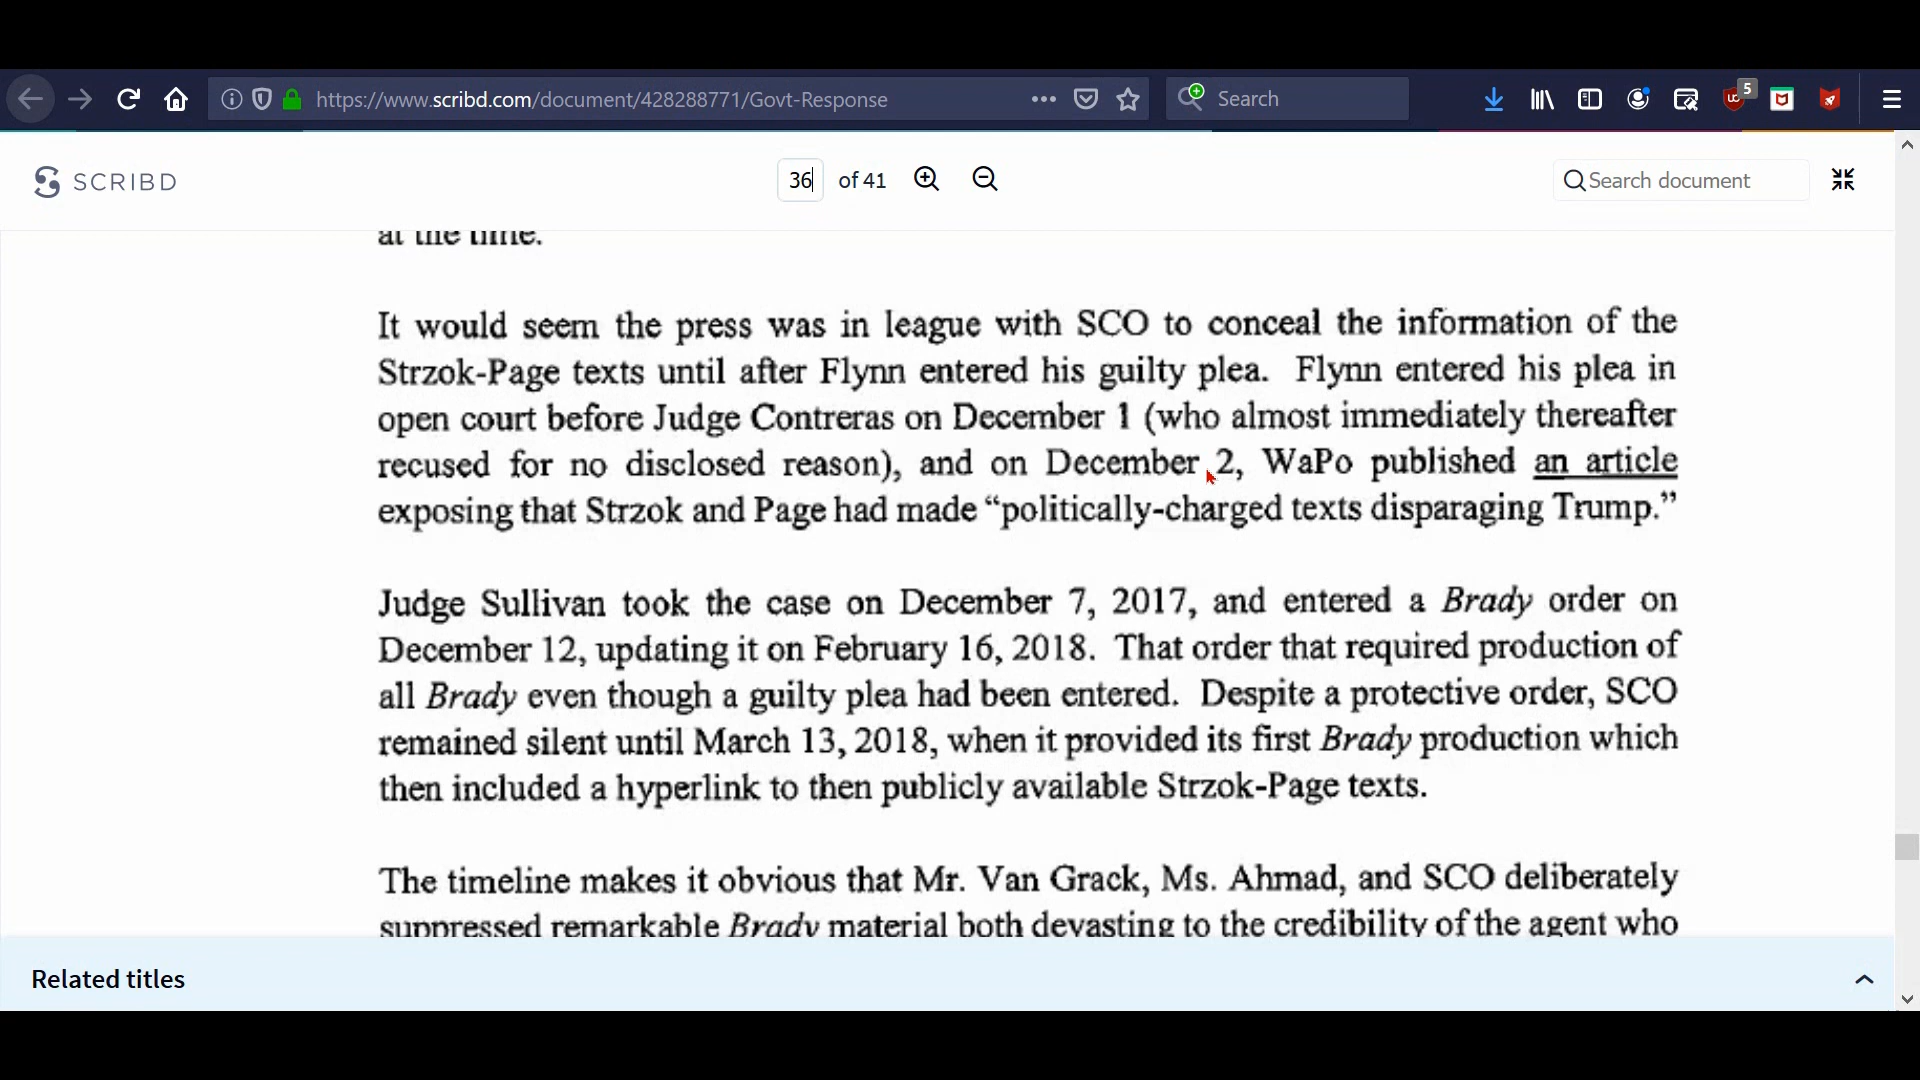 https://www.scribd.com/document/428288771/Govt-Response
Search
5
SCRIBD
36 of 41
Search document
at the time.
It would seem the press was in league with SCO to conceal the information of the
Strzok-Page texts until after Flynn entered his guilty plea. Flynn entered his plea in
open court before Judge Contreras on December 1 (who almost immediately thereafter
recused for no disclosed reason), and on December 2, WaPo published an article
exposing that Strzok and Page had made “politically-charged texts disparaging Trump.”
Judge Sullivan took the case on December 7, 2017, and entered a Brady order on
December 12, updating it on February 16, 2018. That order that required production of
all Brady even though a guilty plea had been entered. Despite a protective order, SCO
remained silent until March 13, 2018, when it provided its first Brady production which
then included a hyperlink to then publicly available Strzok-Page texts.
The timeline makes it obvious that Mr. Van Grack, Ms. Ahmad, and SCO deliberately
suppressed remarkable Brady material both devasting to the credibility of the agent who
Related titles